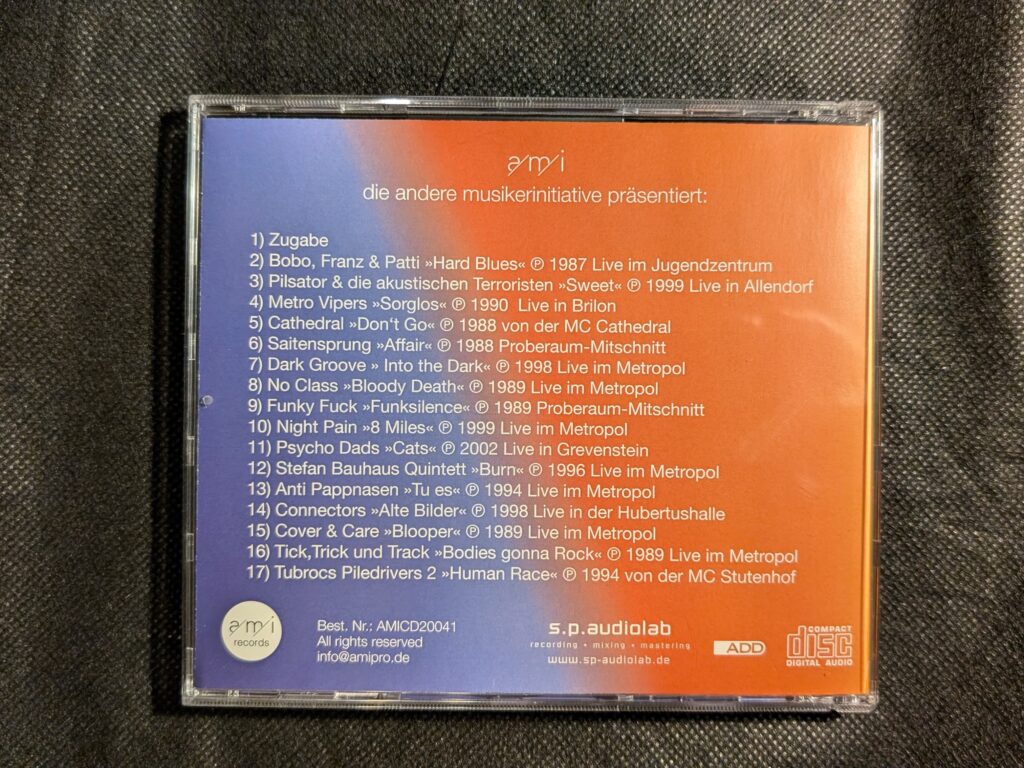 a/m/i
die andere musikerinitiative präsentiert:
1) Zugabe
2) Bobo, Franz & Patti »Hard Blues« ℗ 1987 Live im Jugendzentrum
3) Pilsator & die akustischen Terroristen »Sweet« ℗ 1999 Live in Allendorf
4) Metro Vipers »Sorglos« ℗ 1990  Live in Brilon
5) Cathedral »Don't Go« ℗ 1988 von der MC Cathedral
6) Saitensprung »Affair« ℗ 1988 Proberaum-Mitschnitt
7) Dark Groove » Into the Dark« ℗ 1998 Live im Metropol
8) No Class »Bloody Death« ℗ 1989 Live im Metropol
9) Funky Fuck »Funksilence« ℗ 1989 Proberaum-Mitschnitt
10) Night Pain »8 Miles« ℗ 1999 Live im Metropol
11) Psycho Dads »Cats« ℗ 2002 Live in Grevenstein
12) Stefan Bauhaus Quintett »Burn« ℗ 1996 Live im Metropol
13) Anti Pappnasen »Tu es« ℗ 1994 Live im Metropol
14) Connectors »Alte Bilder« ℗ 1998 Live in der Hubertushalle
15) Cover & Care »Blooper« ℗ 1989 Live im Metropol
16) Tick,Trick und Track »Bodies gonna Rock« ℗ 1989 Live im Metropol
17) Tubrocs Piledrivers 2 »Human Race« ℗ 1994 von der MC Stutenhof
a/m/i
records
Best. Nr.: AMICD20041
All rights reserved
info@amipro.de
s.p.audiolab
recording • mixing • mastering
www.sp-audiolab.de
ADD
COMPACT
disc
DIGITAL AUDIO